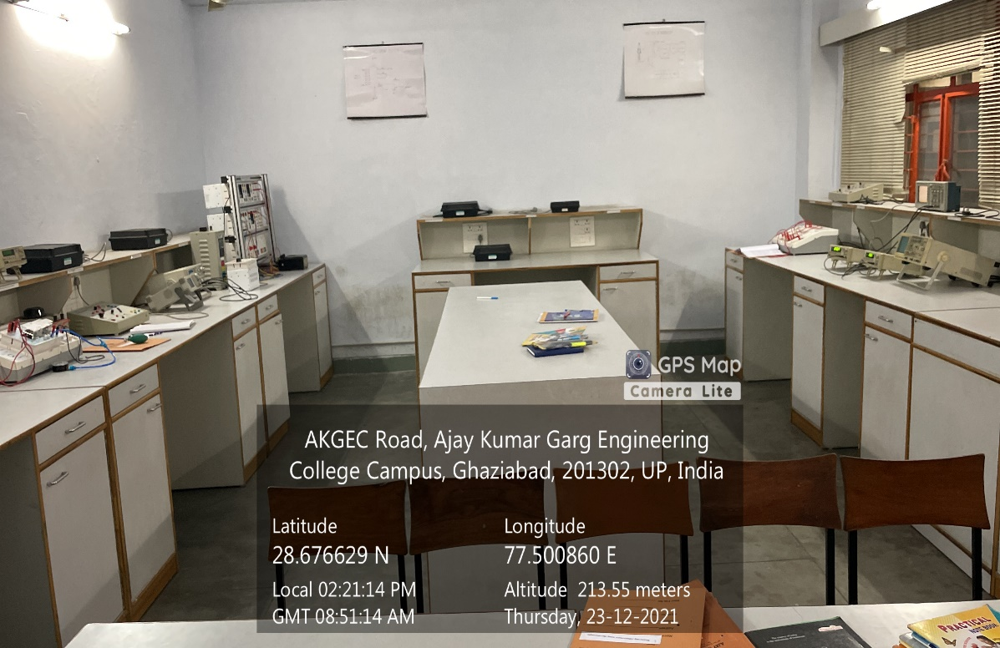 GPS Map
Camera Lite
AKGEC Road, Ajay Kumar Garg Engineering
College Campus, Ghaziabad, 201302, UP, India
Latitude
28.676629 N
Longitude
77.500860 E
Local 02:21:14 PM
GMT 08:51:14 AM
Altitude 213.55 meters
Thursday, 23-12-2021
PRACTICAL
NOTE BOOK